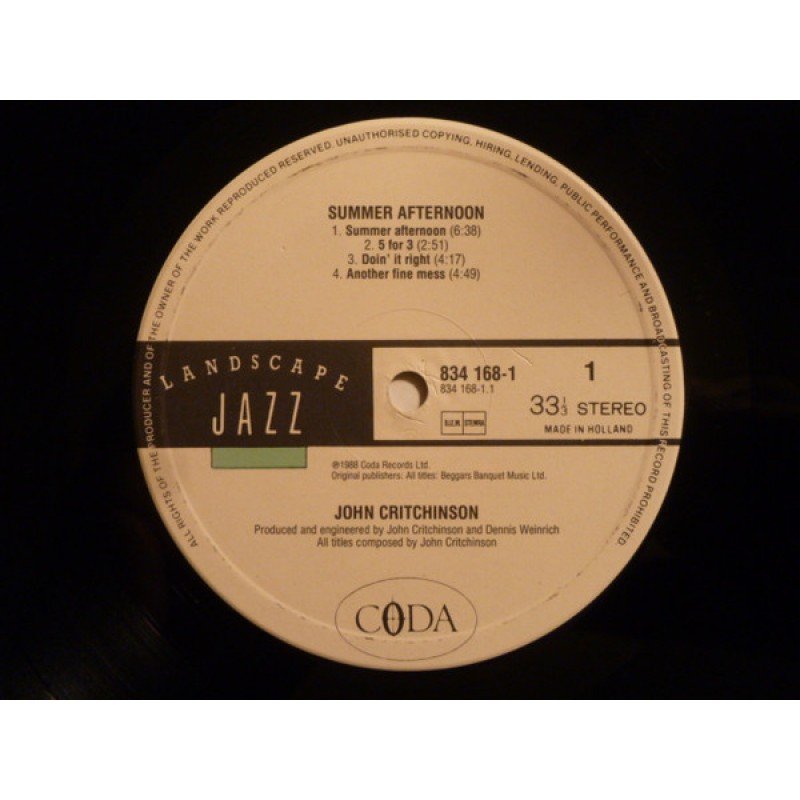 ALL RIGHTS OF THE PRODUCER AND OF THE OWNER OF THE WORK REPRODUCED RESERVED. UNAUTHORISED COPYING, HIRING, LENDING, PUBLIC PERFORMANCE AND BROADCASTING OF THIS RECORD PROHIBITED.
SUMMER AFTERNOON
1. Summer afternoon (6:38)
2. 5 for 3 (2:51)
3. Doin' it right (4:17)
4. Another fine mess (4:49)
LANDSCAPE
JAZZ
834 168-1
834 168-1.1
1
B.I.E.M. STEMRA
33 1/3 STEREO
MADE IN HOLLAND
℗1988 Coda Records Ltd.
Original publishers: All titles: Beggars Banquet Music Ltd.
JOHN CRITCHINSON
Produced and engineered by John Critchinson and Dennis Weinrich
All titles composed by John Critchinson
CODA